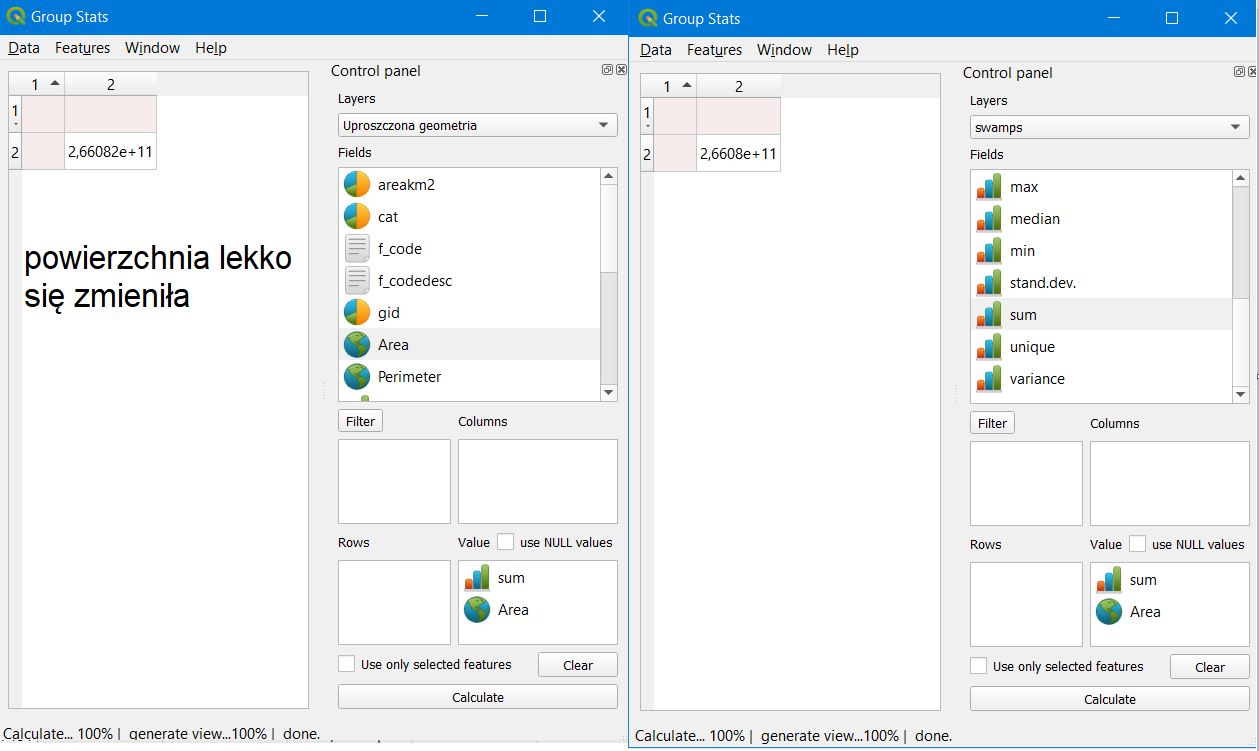 Group Stats
Data Features Window Help
1 2
1
2 2,66082e+11
powierzchnia lekko
się zmieniła
Control panel
Layers
Uproszczona geometria
Fields
areakm2
cat
f_code
f_codedesc
gid
Area
Perimeter
Filter
Columns
Rows
Value use NULL values
sum
Area
Use only selected features
Clear
Calculate
Calculate... 100% | generate view...100% | done.
Group Stats
Data Features Window Help
1 2
1
2 2,6608e+11
Control panel
Layers
swamps
Fields
max
median
min
stand.dev.
sum
unique
variance
Filter
Columns
Rows
Value use NULL values
sum
Area
Use only selected features
Clear
Calculate
Calculate... 100% | generate view...100% | done.